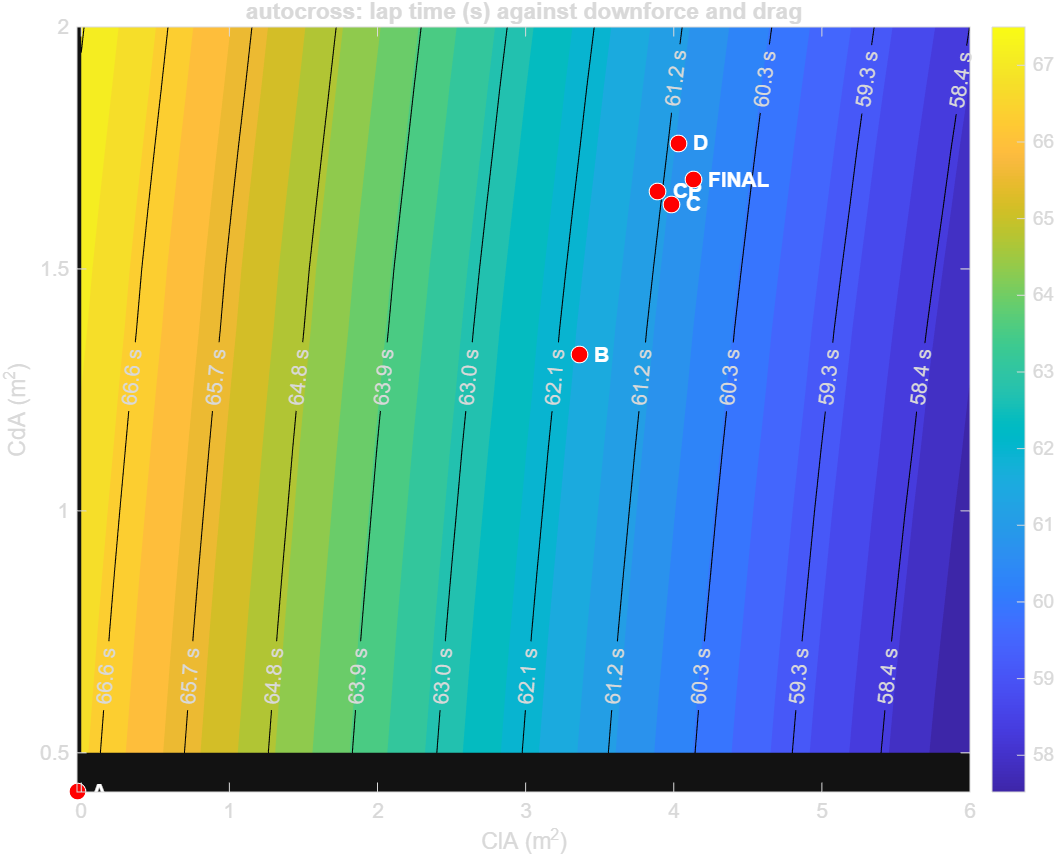 autocross: lap time (s) against downforce and drag
2
1.5
1
0.5
CdA (m²)
61.2 s
60.3 s
59.3 s
58.4 s
D
FINAL
C
B
66.6 s
65.7 s
64.8 s
63.9 s
63.0 s
62.1 s
61.2 s
60.3 s
59.3 s
58.4 s
66.6 s
65.7 s
64.8 s
63.9 s
63.0 s
62.1 s
61.2 s
60.3 s
59.3 s
58.4 s
A
0
1
2
3
4
5
6
ClA (m²)
67
66
65
64
63
62
61
60
59
58